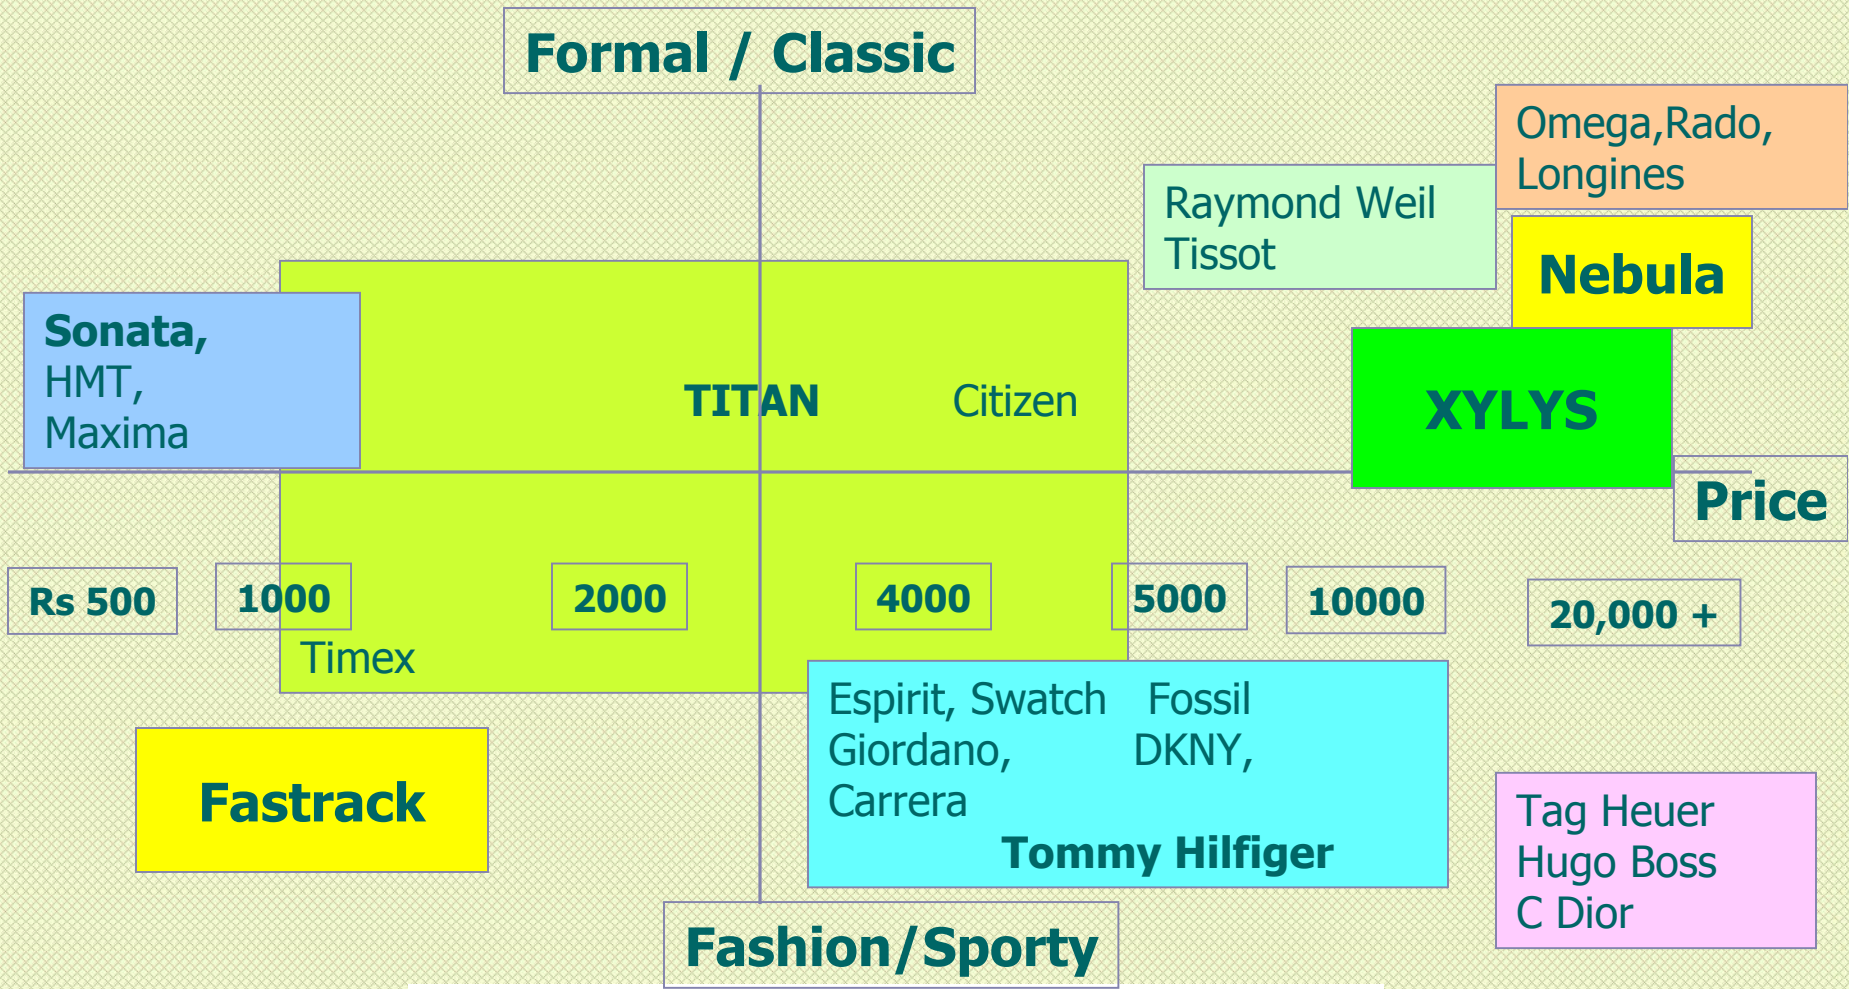 Formal / Classic
Omega,Rado,
Longines
Raymond Weil
Tissot
Nebula
Sonata,
HMT,
Maxima
TITAN Citizen
XYLYS
Price
Rs 500 1000 2000 4000 5000 10000 20,000 +
Timex
Espirit, Swatch Fossil
Giordano, DKNY,
Carrera
Tommy Hilfiger
Fastrack
Tag Heuer
Hugo Boss
C Dior
Fashion/Sporty